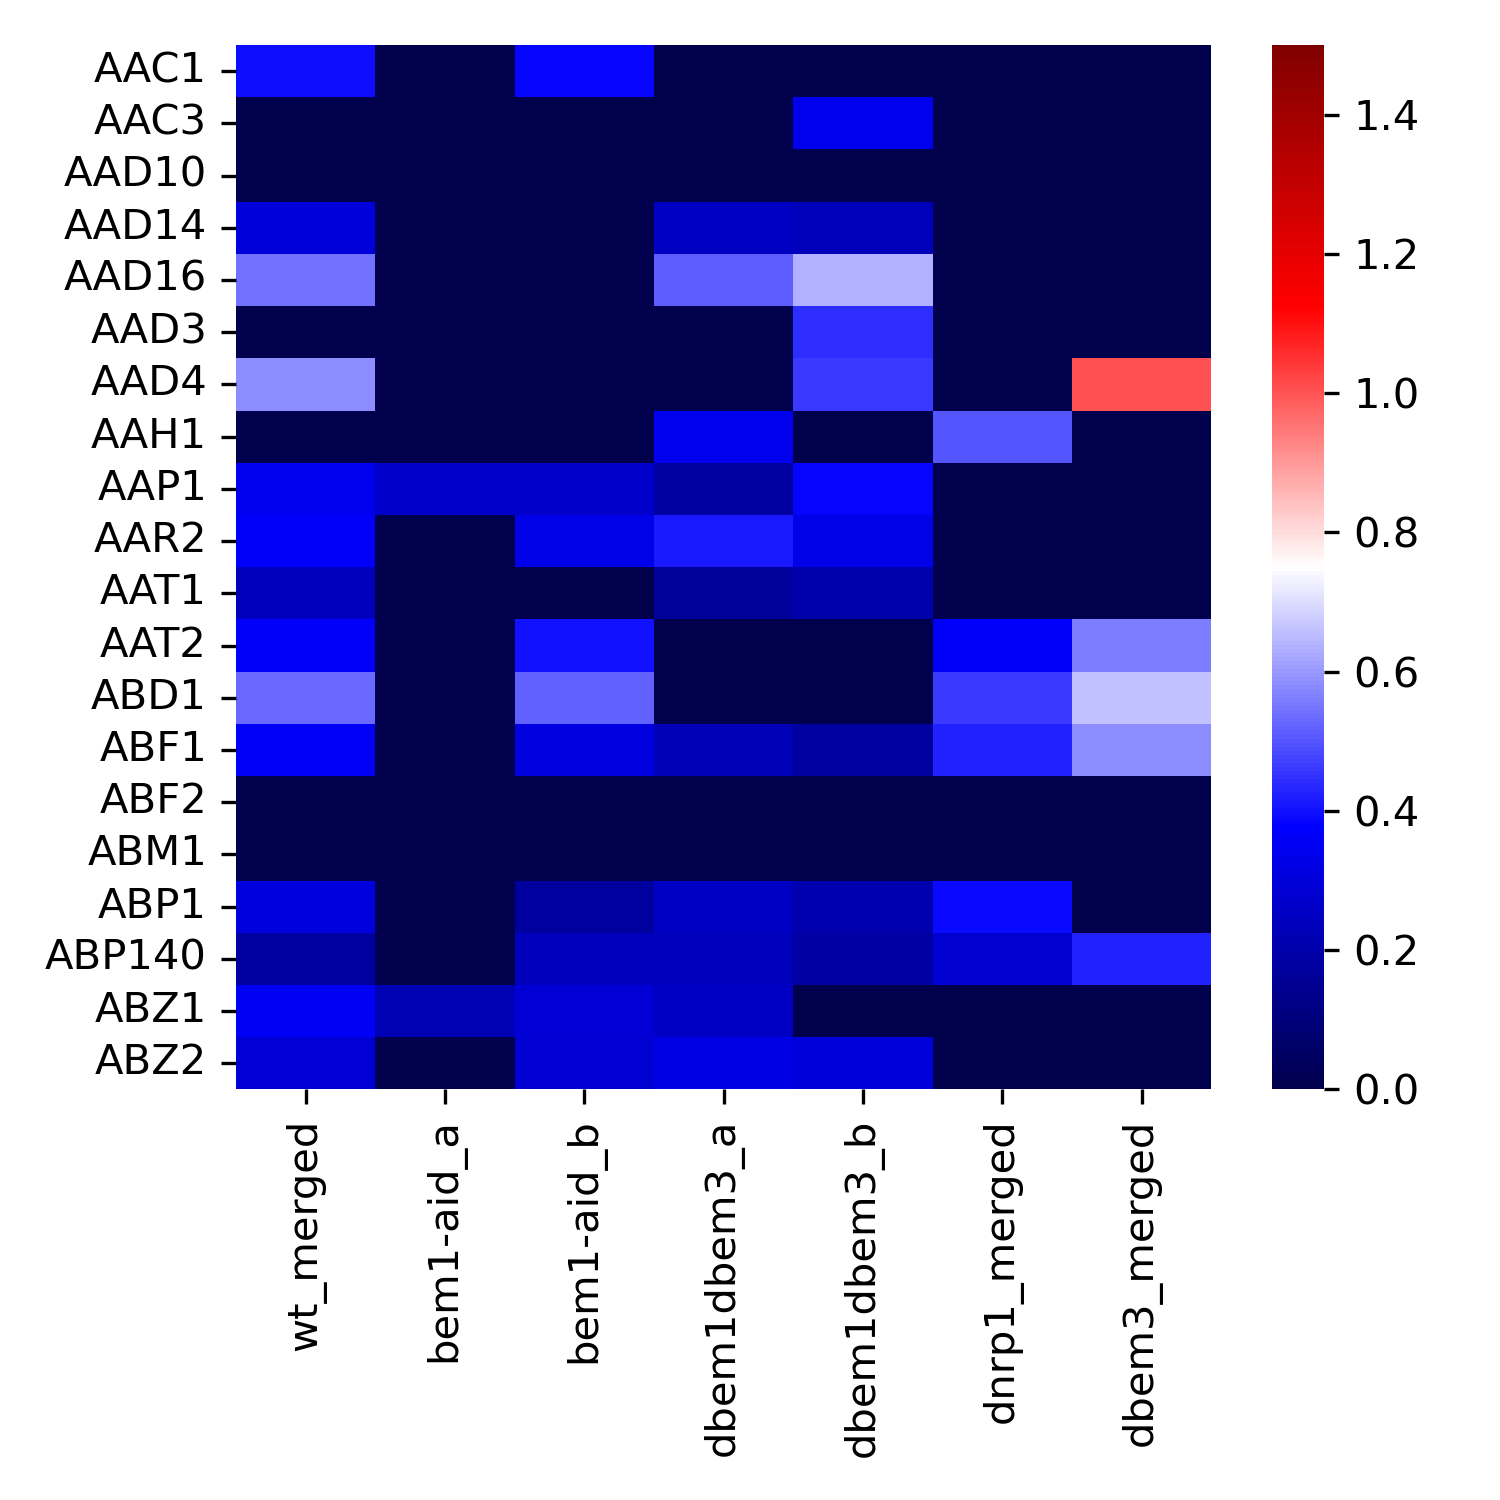 AAC1
AAC3
AAD10
AAD14
AAD16
AAD3
AAD4
AAH1
AAP1
AAR2
AAT1
AAT2
ABD1
ABF1
ABF2
ABM1
ABP1
ABP140
ABZ1
ABZ2
wt_merged
bem1-aid_a
bem1-aid_b
dbem1dbem3_a
dbem1dbem3_b
dnrp1_merged
dbem3_merged
1.4
1.2
1.0
0.8
0.6
0.4
0.2
0.0